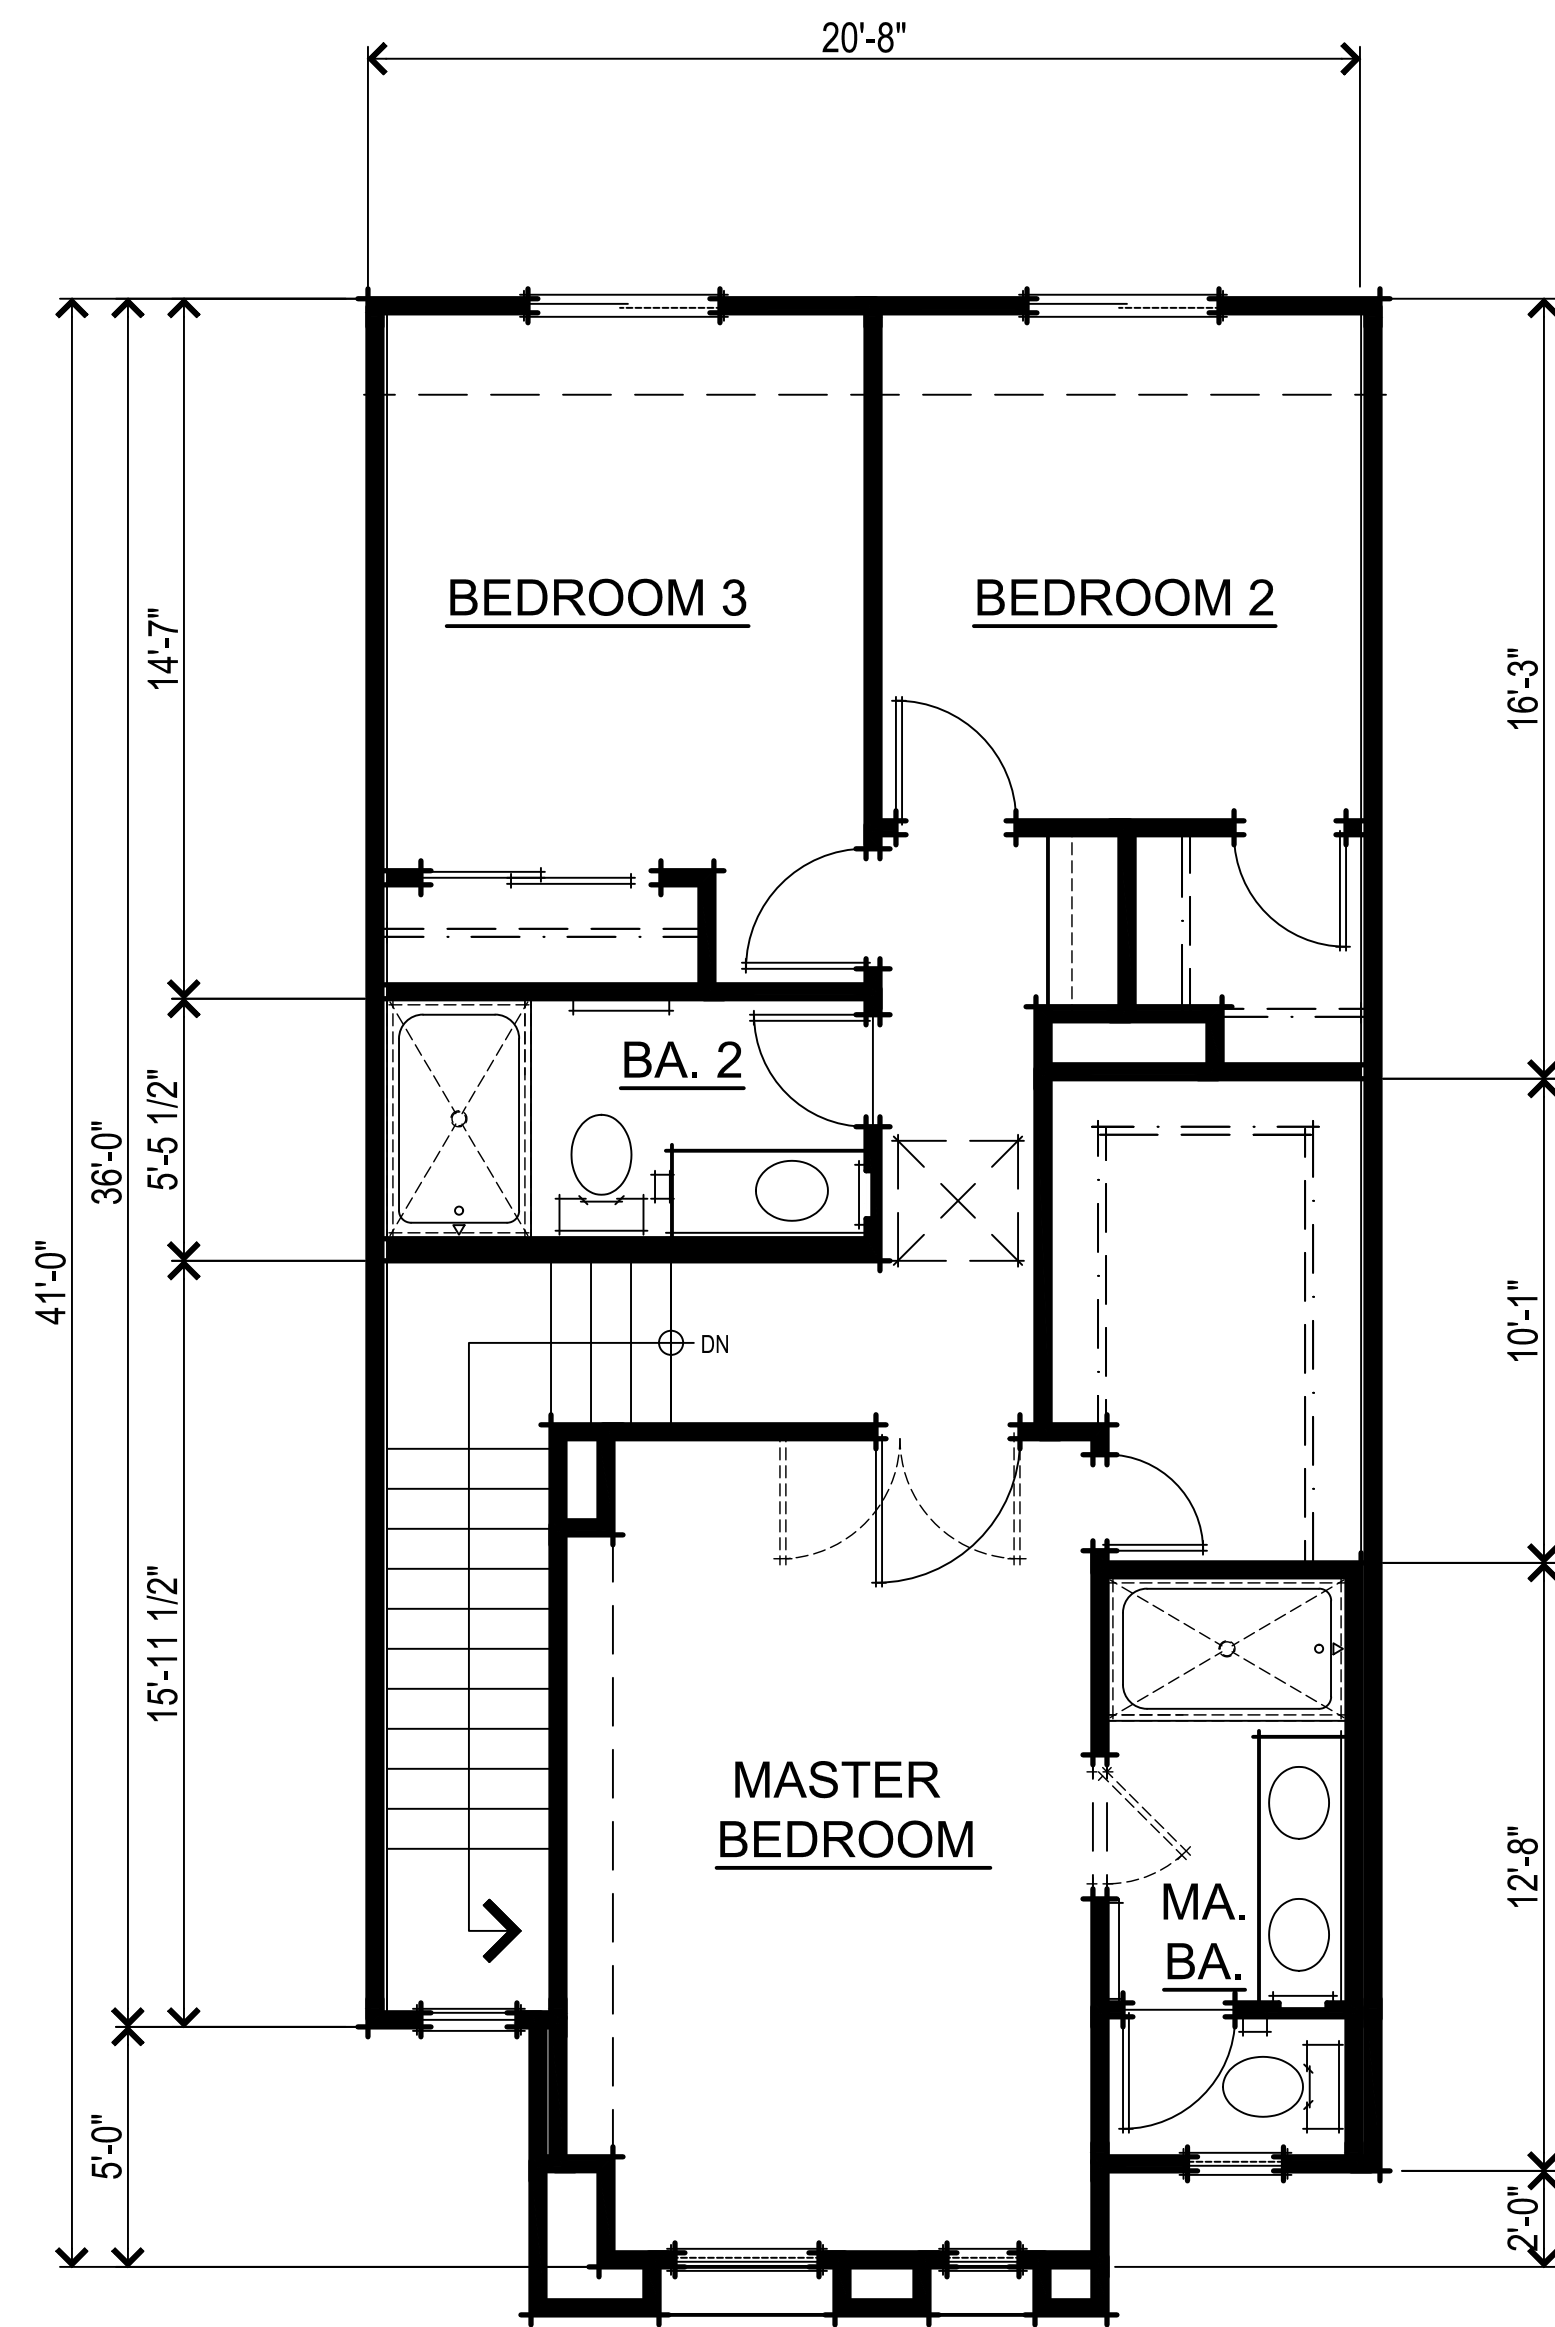 20'-8"
BEDROOM 3
BEDROOM 2
14'-7"
16'-3"
BA. 2
5'-5 1/2"
36'-0"
41'-0"
DN
10'-1"
15'-11 1/2"
MASTER
BEDROOM
12'-8"
MA.
BA.
5'-0"
2'-0"